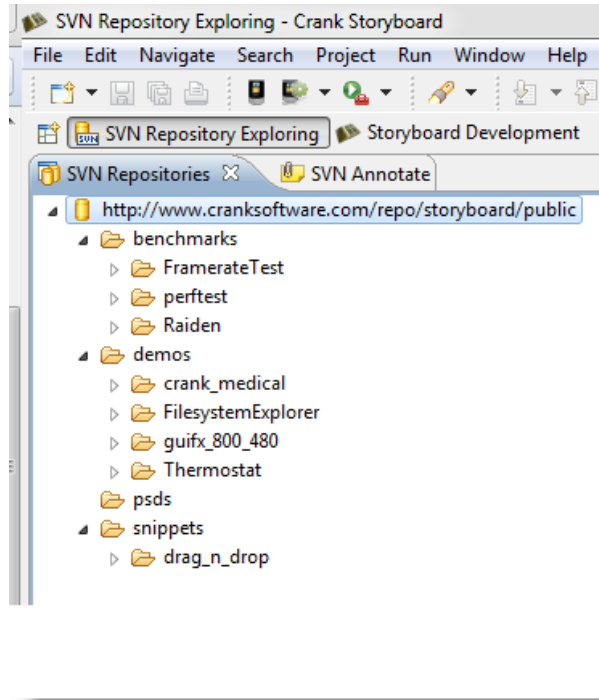 SVN Repository Exploring - Crank Storyboard
File Edit Navigate Search Project Run Window Help
SVN Repository Exploring Storyboard Development
SVN Repositories SVN Annotate
http://www.cranksoftware.com/repo/storyboard/public
benchmarks
FramerateTest
perftest
Raiden
demos
crank_medical
FilesystemExplorer
guifx_800_480
Thermostat
psds
snippets
drag_n_drop